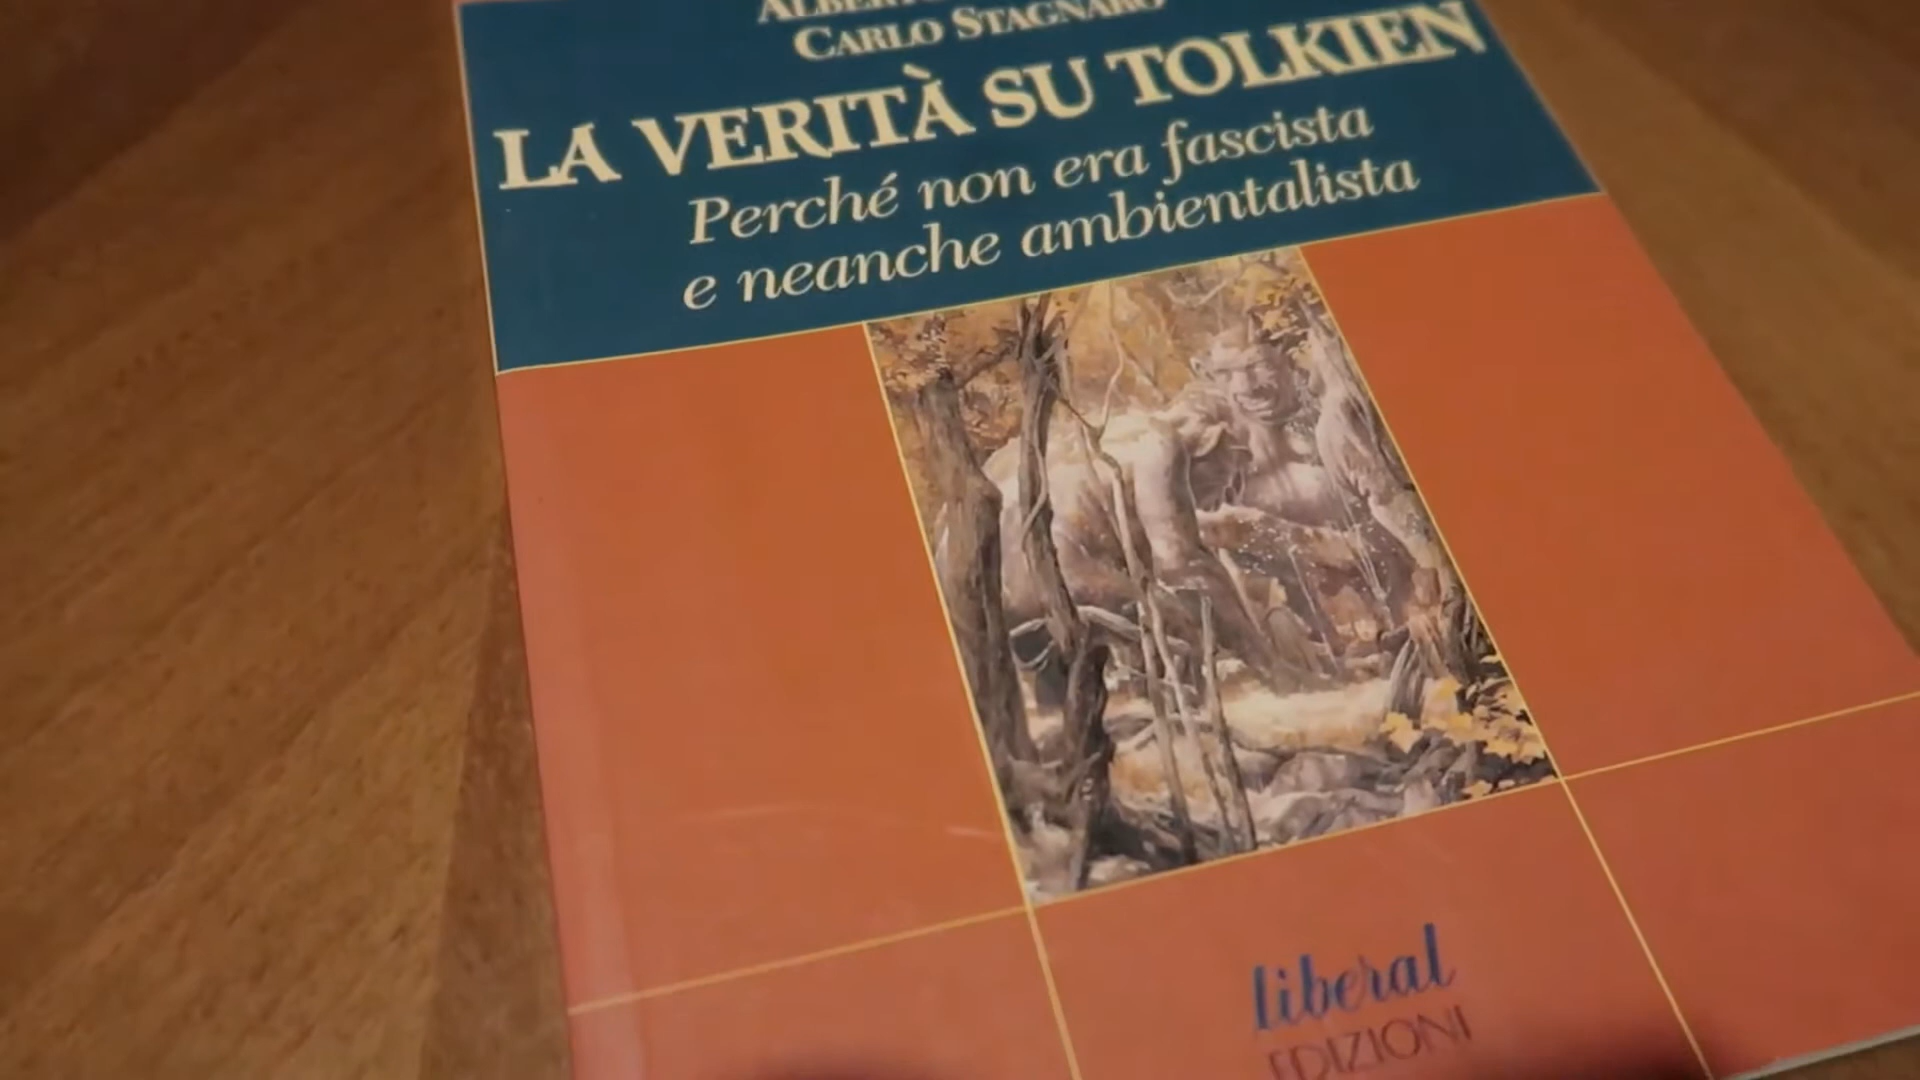 CARLO STAGNARO
LA VERITÀ SU TOLKIEN
Perché non era fascista
e neanche ambientalista
liberal
EDIZIONI